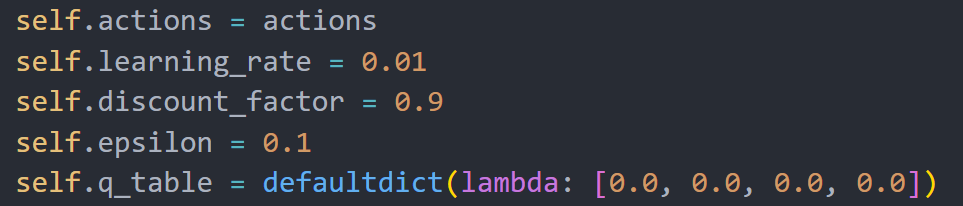 self.actions = actions
self.learning_rate = 0.01
self.discount_factor = 0.9
self.epsilon = 0.1
self.q_table = defaultdict(lambda: [0.0, 0.0, 0.0, 0.0])